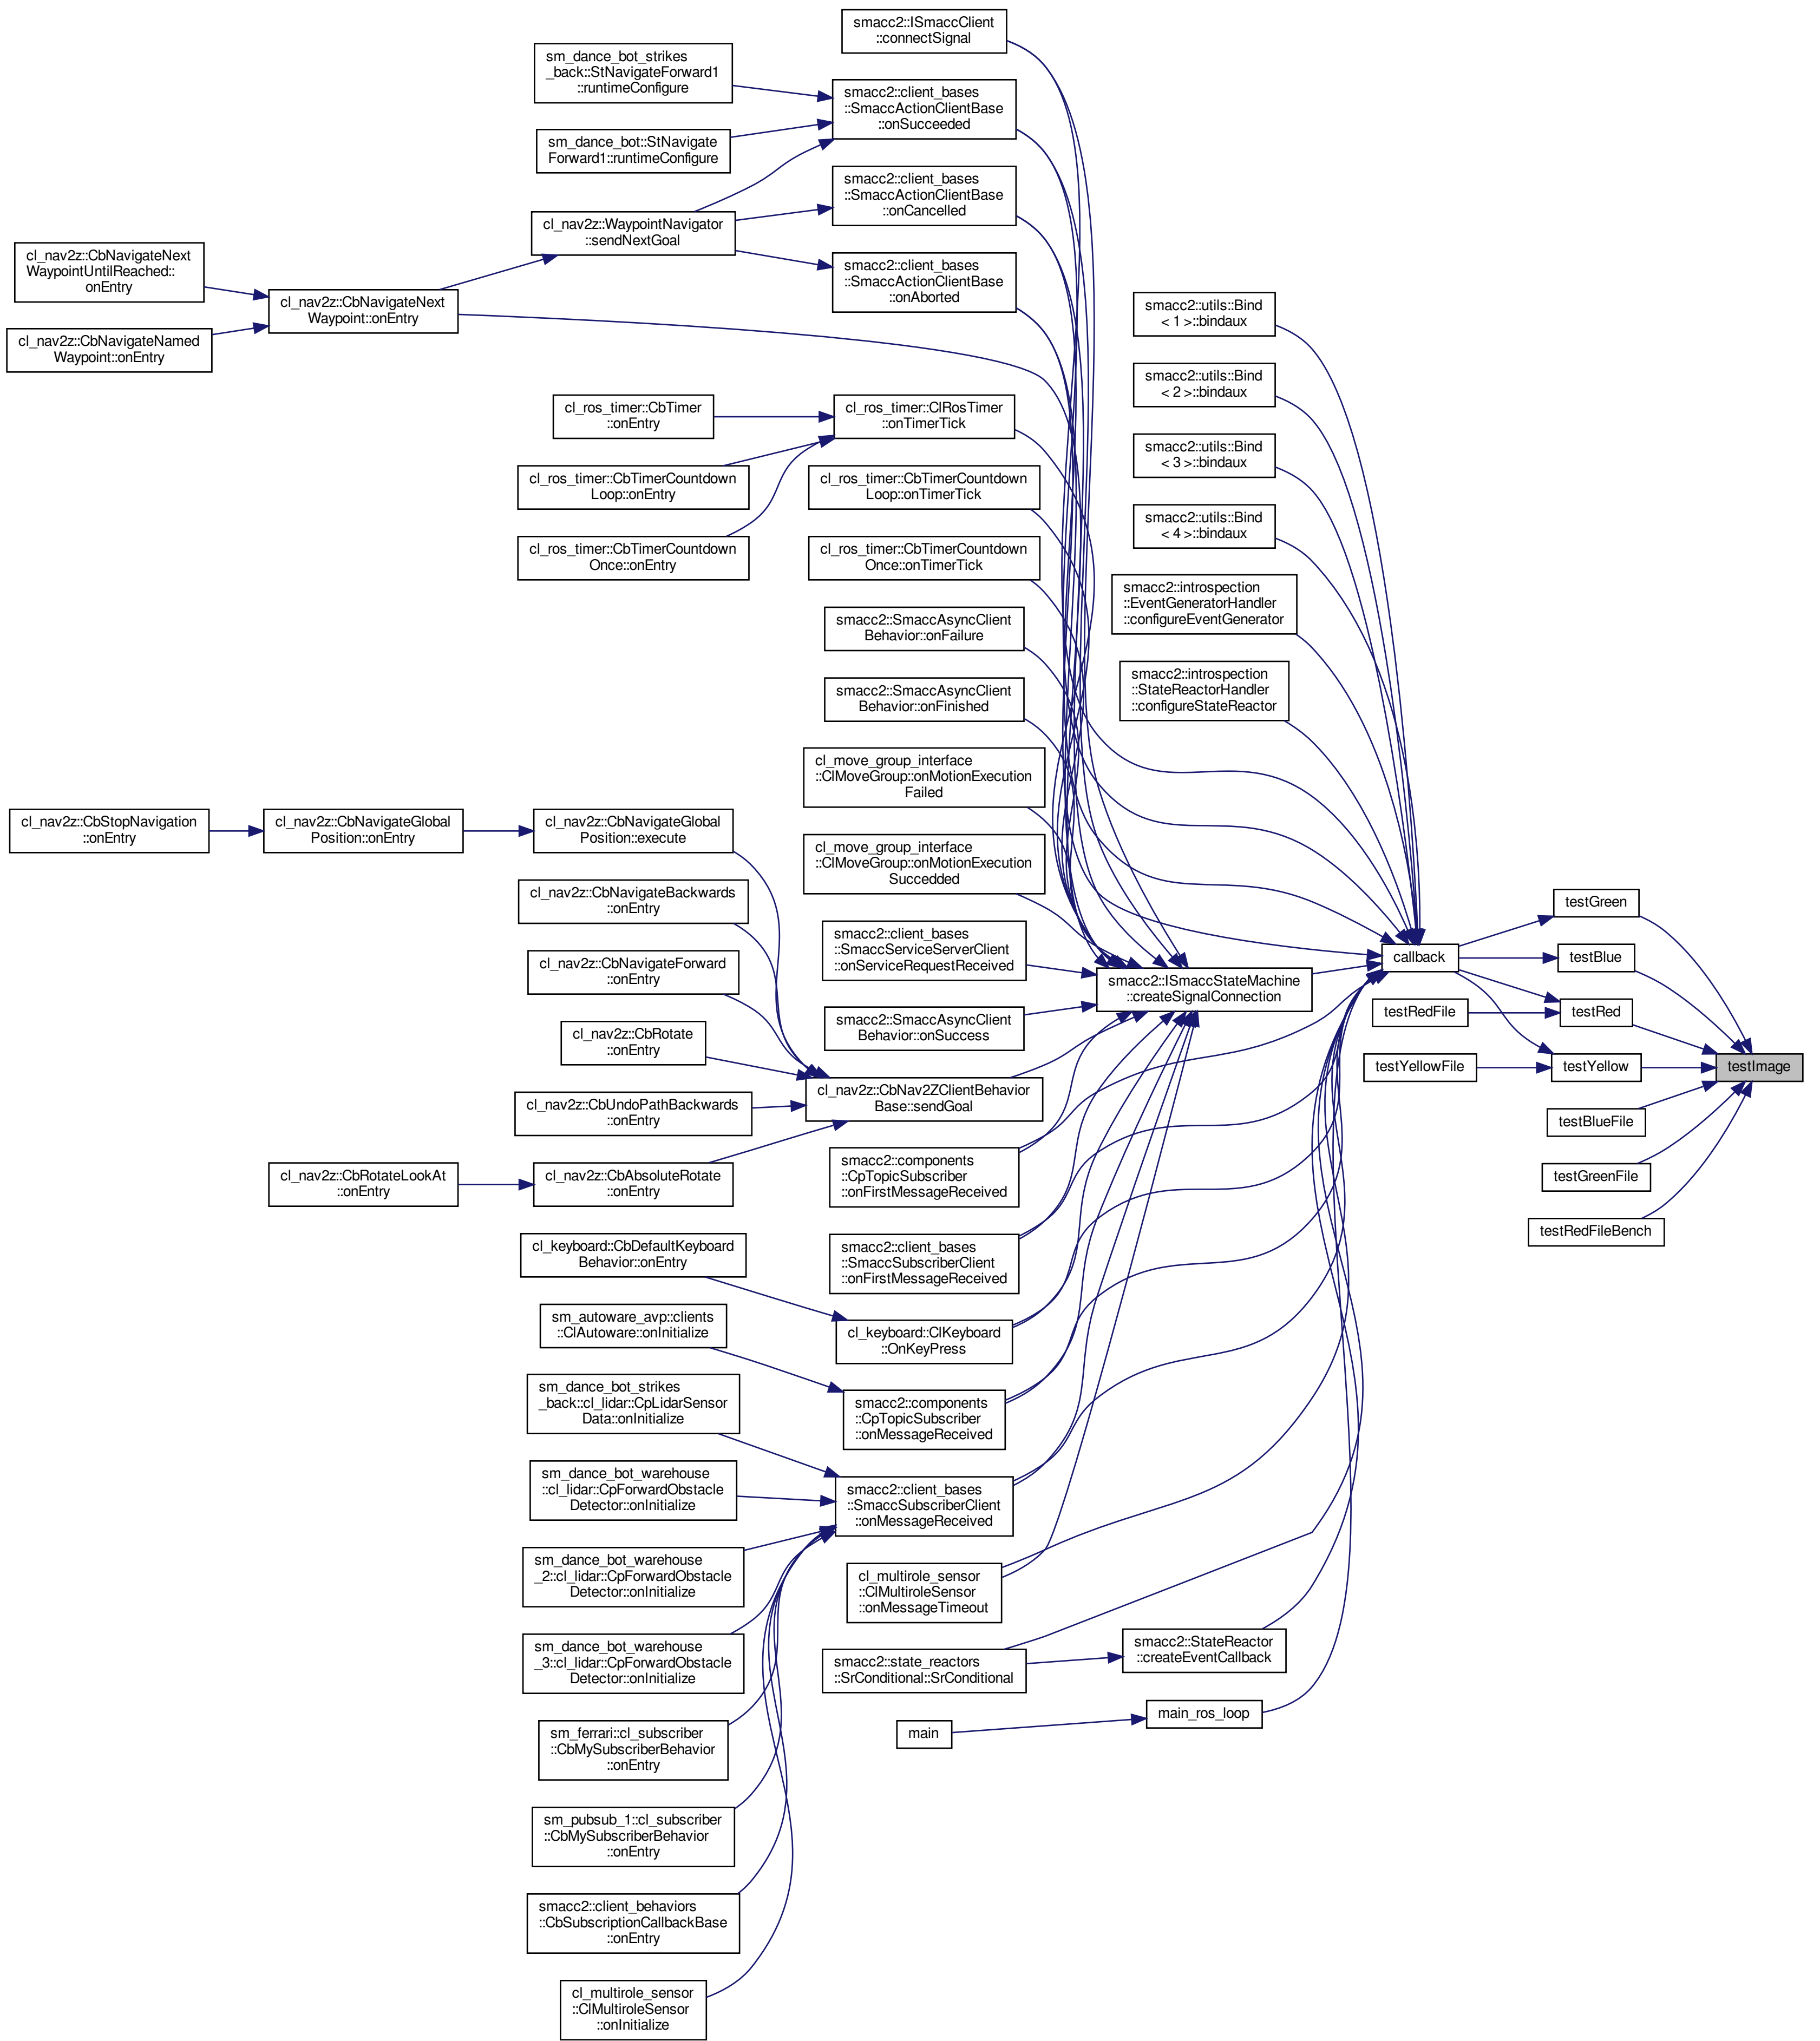 smacc2::ISmaccClient
::connectSignal
sm_dance_bot_strikes
_back::StNavigateForward1
::runtimeConfigure
smacc2::client_bases
::SmaccActionClientBase
::onSucceeded
sm_dance_bot::StNavigate
Forward1::runtimeConfigure
smacc2::client_bases
::SmaccActionClientBase
::onCancelled
cl_nav2z::WaypointNavigator
::sendNextGoal
cl_nav2z::CbNavigateNext
WaypointUntilReached::
onEntry
smacc2::client_bases
::SmaccActionClientBase
::onAborted
cl_nav2z::CbNavigateNext
Waypoint::onEntry
cl_nav2z::CbNavigateNamed
Waypoint::onEntry
smacc2::utils::Bind
< 1 >::bindaux
smacc2::utils::Bind
< 2 >::bindaux
cl_ros_timer::CbTimer
::onEntry
cl_ros_timer::ClRosTimer
::onTimerTick
smacc2::utils::Bind
< 3 >::bindaux
cl_ros_timer::CbTimerCountdown
Loop::onEntry
cl_ros_timer::CbTimerCountdown
Loop::onTimerTick
smacc2::utils::Bind
< 4 >::bindaux
cl_ros_timer::CbTimerCountdown
Once::onEntry
cl_ros_timer::CbTimerCountdown
Once::onTimerTick
smacc2::introspection
::EventGeneratorHandler
::configureEventGenerator
smacc2::SmaccAsyncClient
Behavior::onFailure
smacc2::introspection
::StateReactorHandler
::configureStateReactor
smacc2::SmaccAsyncClient
Behavior::onFinished
cl_move_group_interface
::ClMoveGroup::onMotionExecution
Failed
cl_nav2z::CbStopNavigation
::onEntry
cl_nav2z::CbNavigateGlobal
Position::onEntry
cl_nav2z::CbNavigateGlobal
Position::execute
cl_move_group_interface
::ClMoveGroup::onMotionExecution
Succedded
cl_nav2z::CbNavigateBackwards
::onEntry
testGreen
smacc2::client_bases
::SmaccServiceServerClient
::onServiceRequestReceived
cl_nav2z::CbNavigateForward
::onEntry
callback
testBlue
smacc2::ISmaccStateMachine
::createSignalConnection
testRedFile
testRed
smacc2::SmaccAsyncClient
Behavior::onSuccess
cl_nav2z::CbRotate
::onEntry
testYellowFile
testYellow
testImage
cl_nav2z::CbNav2ZClientBehavior
Base::sendGoal
cl_nav2z::CbUndoPathBackwards
::onEntry
testBlueFile
smacc2::components
::CpTopicSubscriber
::onFirstMessageReceived
cl_nav2z::CbRotateLookAt
::onEntry
cl_nav2z::CbAbsoluteRotate
::onEntry
testGreenFile
testRedFileBench
cl_keyboard::CbDefaultKeyboard
Behavior::onEntry
smacc2::client_bases
::SmaccSubscriberClient
::onFirstMessageReceived
sm_autoware_avp::clients
::ClAutoware::onInitialize
cl_keyboard::ClKeyboard
::OnKeyPress
sm_dance_bot_strikes
_back::cl_lidar::CpLidarSensor
Data::onInitialize
smacc2::components
::CpTopicSubscriber
::onMessageReceived
sm_dance_bot_warehouse
::cl_lidar::CpForwardObstacle
Detector::onInitialize
smacc2::client_bases
::SmaccSubscriberClient
::onMessageReceived
sm_dance_bot_warehouse
_2::cl_lidar::CpForwardObstacle
Detector::onInitialize
cl_multirole_sensor
::ClMultiroleSensor
::onMessageTimeout
sm_dance_bot_warehouse
_3::cl_lidar::CpForwardObstacle
Detector::onInitialize
smacc2::state_reactors
::SrConditional::SrConditional
smacc2::StateReactor
::createEventCallback
main
main_ros_loop
sm_ferrari::cl_subscriber
::CbMySubscriberBehavior
::onEntry
sm_pubsub_1::cl_subscriber
::CbMySubscriberBehavior
::onEntry
smacc2::client_behaviors
::CbSubscriptionCallbackBase
::onEntry
cl_multirole_sensor
::ClMultiroleSensor
::onInitialize